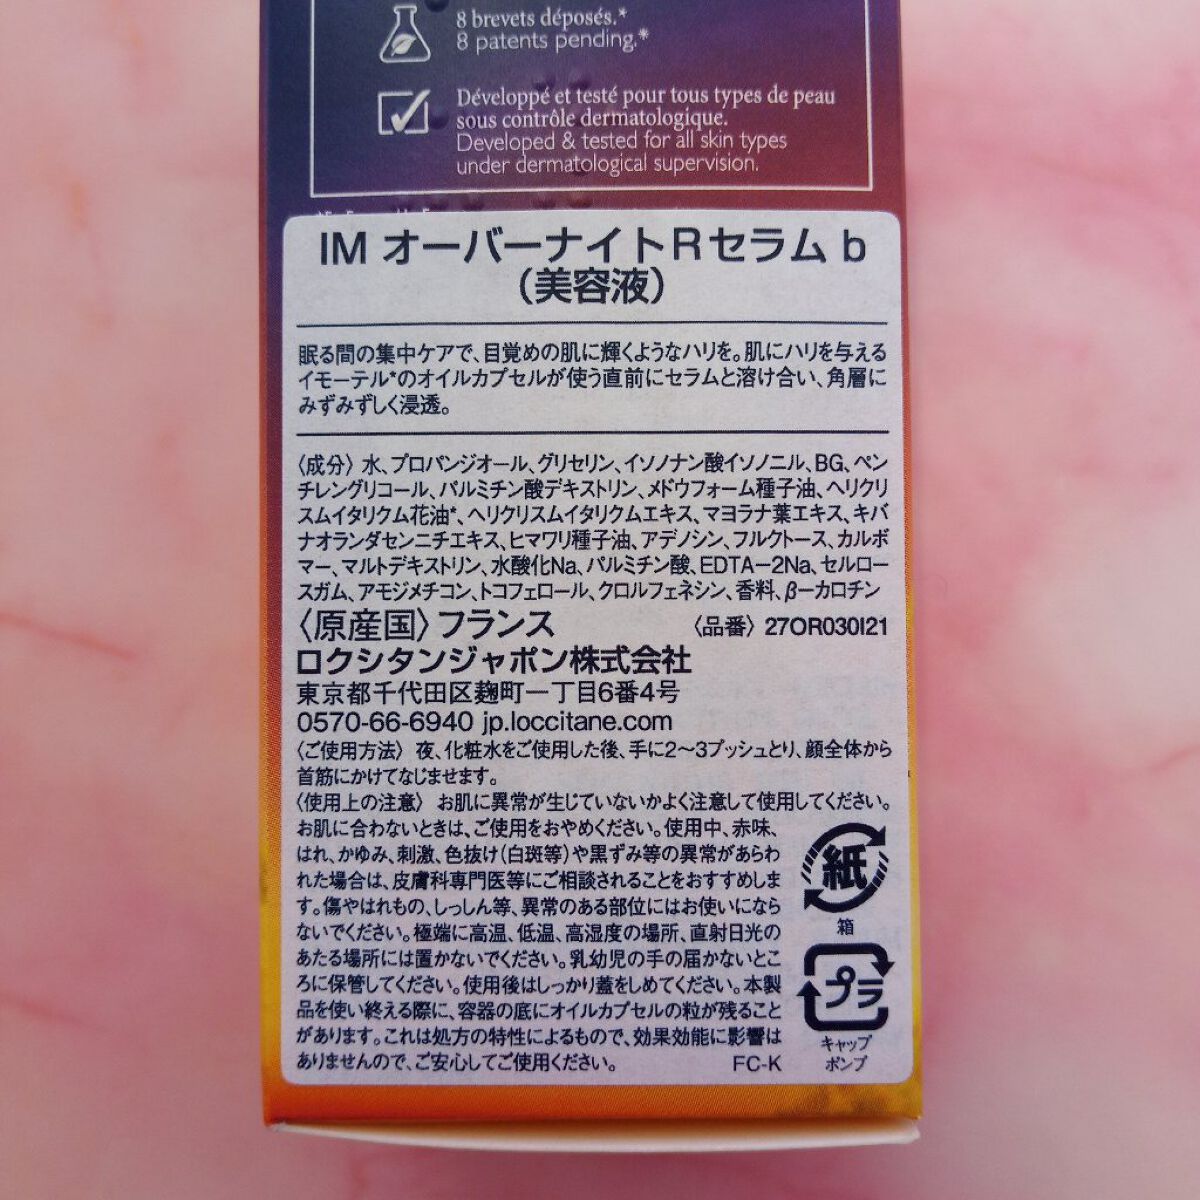 8 brevets déposés.*
8 patents pending.*
Développé et testé pour tous types de peau
sous contrôle dermatologique.
Developed & tested for all skin types
under dermatological supervision.
IM オーバーナイトRセラム b
（美容液）
眠る間の集中ケアで、目覚めの肌に輝くようなハリを。肌にハリを与える
イモーテル*のオイルカプセルが使う直前にセラムと溶け合い、角層に
みずみずしく浸透。
〈成分〉水、プロパンジオール、グリセリン、イソノナン酸イソノニル、BG、ペン
チレングリコール、パルミチン酸デキストリン、メドウフォーム種子油、ヘリクリ
スムイタリクム花油*、ヘリクリスムイタリクムエキス、マヨラナ葉エキス、キバ
ナオランダセンニチエキス、ヒマワリ種子油、アデノシン、フルクトース、カルボ
マー、マルトデキストリン、水酸化Na、パルミチン酸、EDTA－2Na、セルロー
スガム、アモジメチコン、トコフェロール、クロルフェネシン、香料、β－カロチン
〈原産国〉フランス 〈品番〉27OR030I21
ロクシタンジャポン株式会社
東京都千代田区麹町一丁目6番4号
0570-66-6940 jp.loccitane.com
〈ご使用方法〉 夜、化粧水をご使用した後、手に2～3プッシュとり、顔全体から
首筋にかけてなじませます。
〈使用上の注意〉 お肌に異常が生じていないかよく注意して使用してください。
お肌に合わないときは、ご使用をおやめください。使用中、赤味、
はれ、かゆみ、刺激、色抜け（白斑等）や黒ずみ等の異常があらわ
れた場合は、皮膚科専門医等にご相談されることをおすすめしま
す。傷やはれもの、しっしん等、異常のある部位にはお使いになら
ないでください。極端に高温、低温、高湿度の場所、直射日光の
あたる場所には置かないでください。乳幼児の手の届かないとこ
ろに保管してください。使用後はしっかり蓋をしめてください。本製
品を使い終える際に、容器の底にオイルカプセルの粒が残ること
があります。これは処方の特性によるもので、効果効能に影響は
ありませんので、ご安心してご使用ください。 FC-K
紙
箱
プラ
キャップ
ポンプ